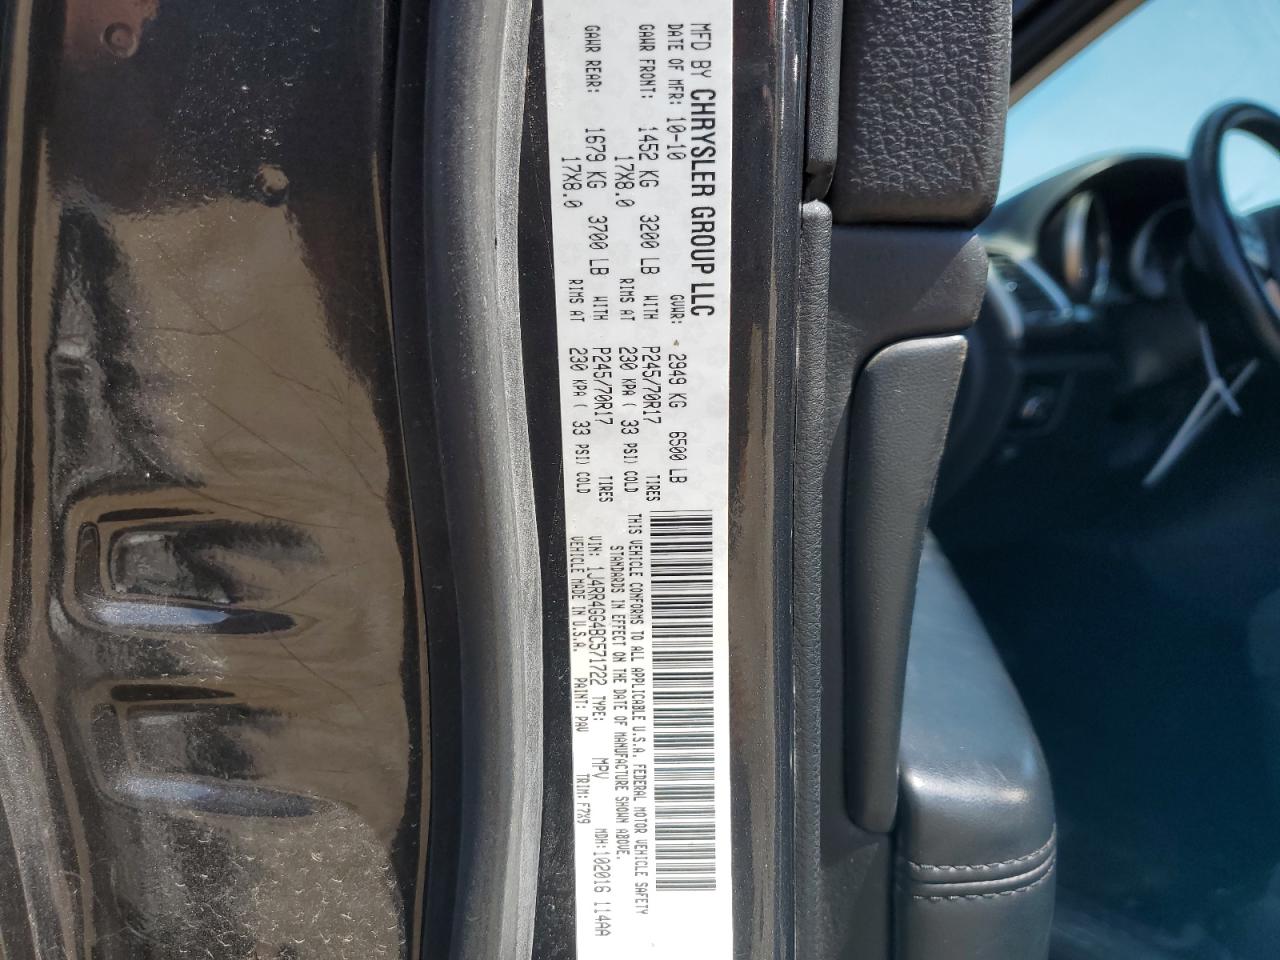 MFD BY CHRYSLER GROUP LLC
DATE OF MFR: 10-10 GVWR: 2949 KG 6500 LB
GAWR FRONT: 1452 KG 3200 LB WITH P245/70R17 TIRES
17X8.0 RIMS AT 230 KPA ( 33 PSI) COLD
GAWR REAR: 1679 KG 3700 LB WITH P245/70R17 TIRES
17X8.0 RIMS AT 230 KPA ( 33 PSI) COLD
THIS VEHICLE CONFORMS TO ALL APPLICABLE U.S.A. FEDERAL MOTOR VEHICLE SAFETY
STANDARDS IN EFFECT ON THE DATE OF MANUFACTURE SHOWN ABOVE.
VIN: 1J4RR4GG4BC571722 TYPE: MPV MDH:102016 114AA
VEHICLE MADE IN U.S.A. PAINT: PAU TRIM: F7X9